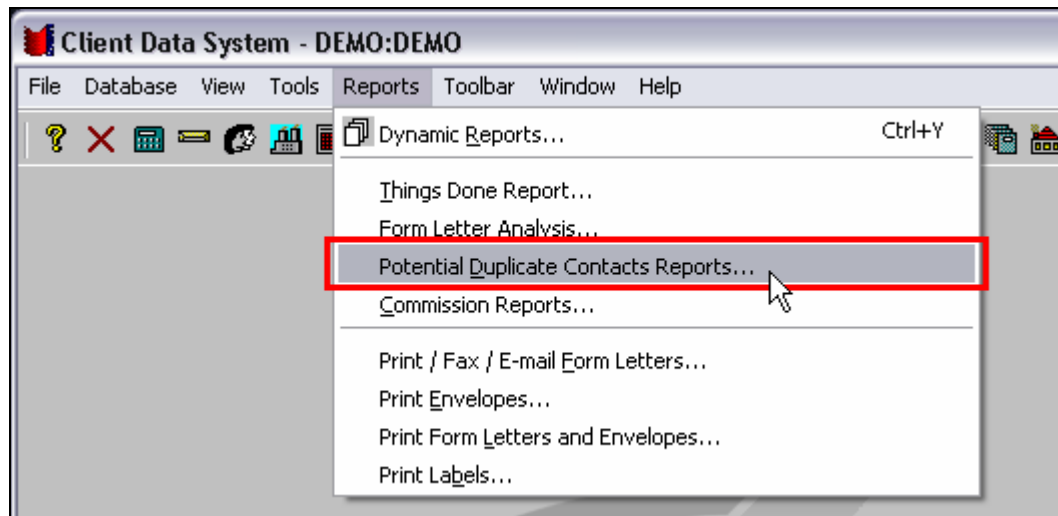 Client Data System - DEMO:DEMO
File Database View Tools Reports Toolbar Window Help
Dynamic Reports... Ctrl+Y
Things Done Report...
Form Letter Analysis...
Potential Duplicate Contacts Reports...
Commission Reports...
Print / Fax / E-mail Form Letters...
Print Envelopes...
Print Form Letters and Envelopes...
Print Labels...